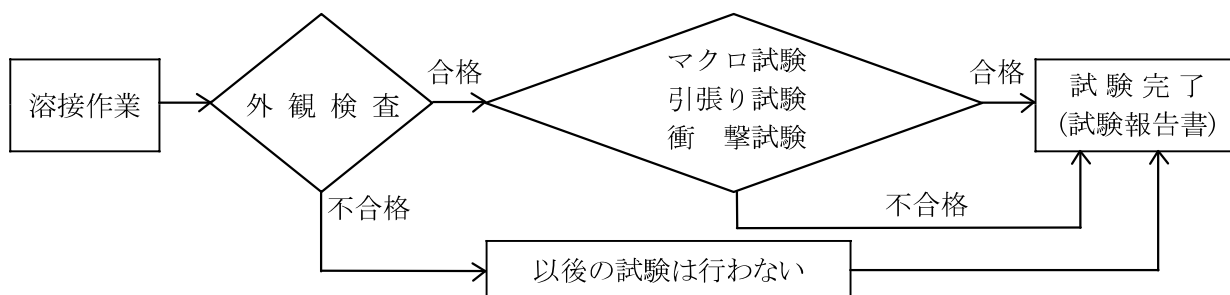 溶接作業
外観検査
合格
マクロ試験
引張り試験
衝撃試験
合格
試験完了
(試験報告書)
不合格
不合格
以後の試験は行わない